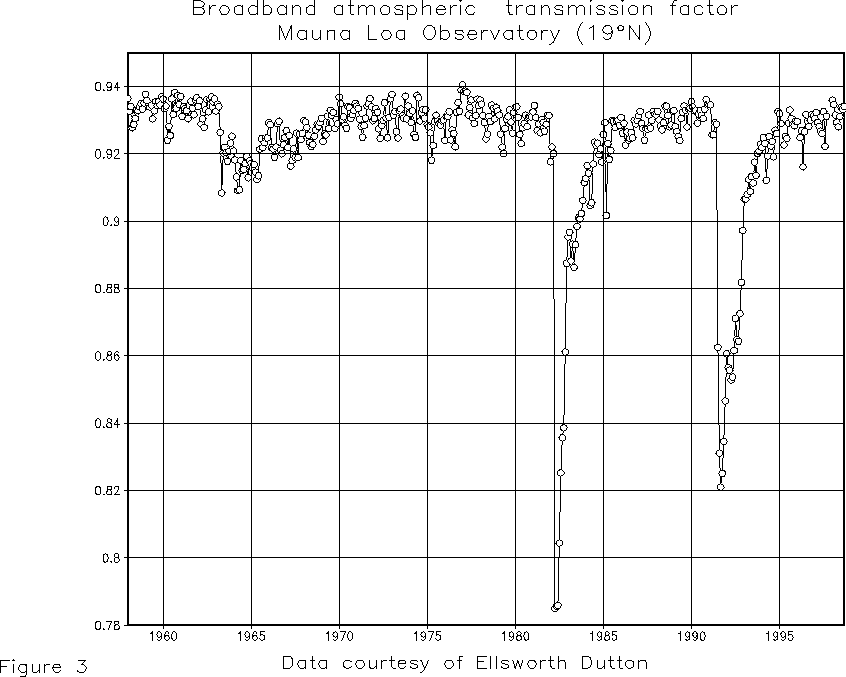 Broadband atmospheric transmission factor
Mauna Loa Observatory (19°N)
0.94
0.92
0.9
0.88
0.86
0.84
0.82
0.8
0.78
1960 1965 1970 1975 1980 1985 1990 1995
Figure 3
Data courtesy of Ellsworth Dutton